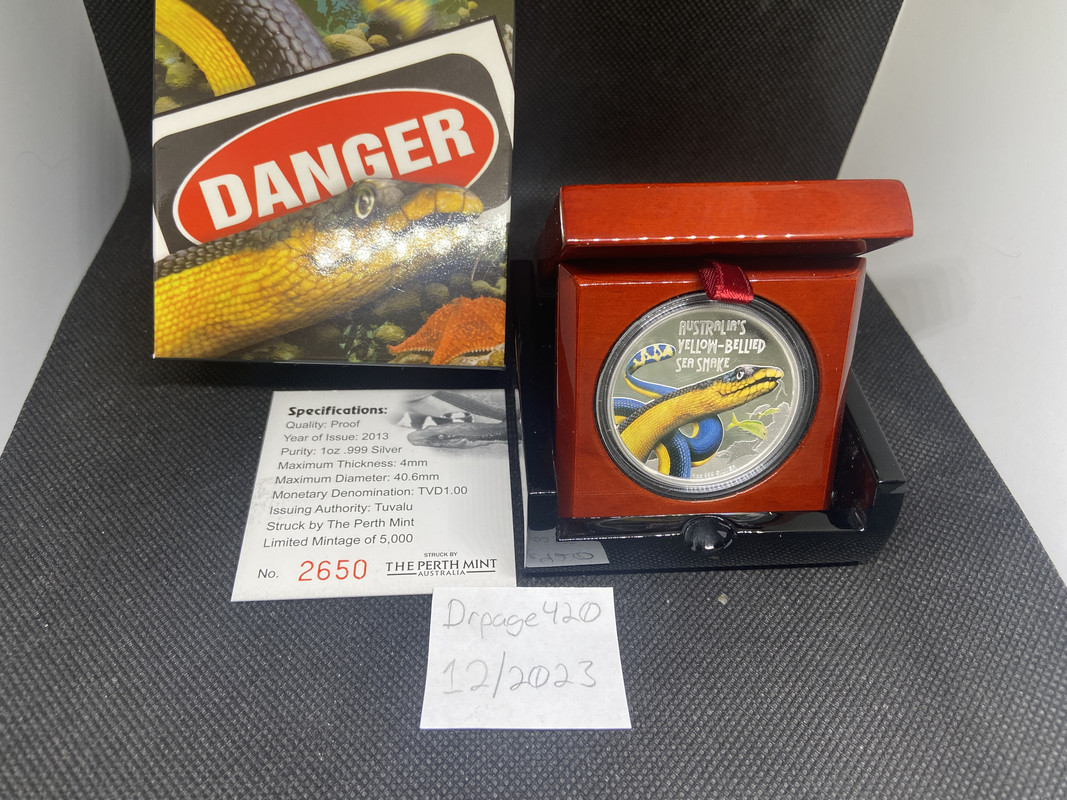 DANGER
AUSTRALIA'S
YELLOW-BELLIED
SEA SNAKE
Specifications:
Quality: Proof
Year of Issue: 2013
Purity: 1oz .999 Silver
Maximum Thickness: 4mm
Maximum Diameter: 40.6mm
Monetary Denomination: TVD1.00
Issuing Authority: Tuvalu
Struck by The Perth Mint
Limited Mintage of 5,000
No. 2650
STRUCK BY
THE PERTH MINT
AUSTRALIA
Drpage420
12/2023